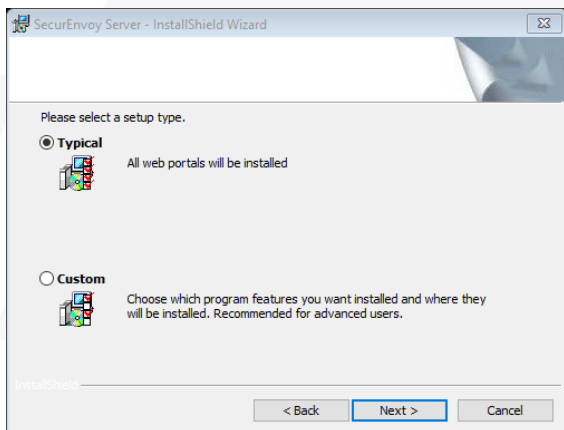 SecurEnvoy Server - InstallShield Wizard
Please select a setup type.
Typical
All web portals will be installed
Custom
Choose which program features you want installed and where they
will be installed. Recommended for advanced users.
InstallShield
< Back
Next >
Cancel